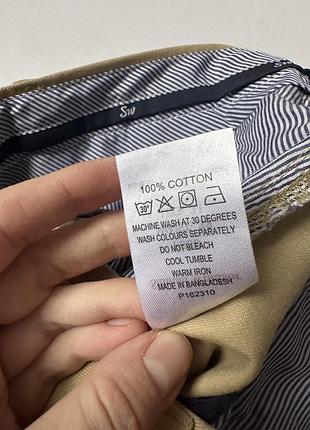 SW
100% COTTON
30°
MACHINE WASH AT 30 DEGREES
WASH COLOURS SEPARATELY
DO NOT BLEACH
COOL TUMBLE
WARM IRON
MADE IN BANGLADESH
P162310